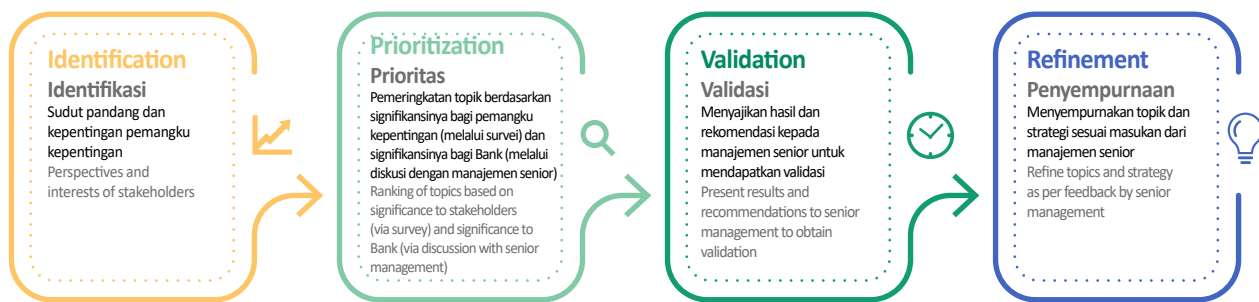 Identification
Identifikasi
Sudut pandang dan
kepentingan pemangku
kepentingan
Perspectives and
interests of stakeholders
Prioritization
Prioritas
Pemeringkatan topik berdasarkan
signifikansinya bagi pemangku
kepentingan (melalui survei) dan
signifikansinya bagi Bank (melalui
diskusi dengan manajemen senior)
Ranking of topics based on
significance to stakeholders
(via survey) and significance to
Bank (via discussion with senior
management)
Validation
Validasi
Menyajikan hasil dan
rekomendasi kepada
manajemen senior untuk
mendapatkan validasi
Present results and
recommendations to senior
management to obtain
validation
Refinement
Penyempurnaan
Menyempurnakan topik dan
strategi sesuai masukan dari
manajemen senior
Refine topics and strategy
as per feedback by senior
management